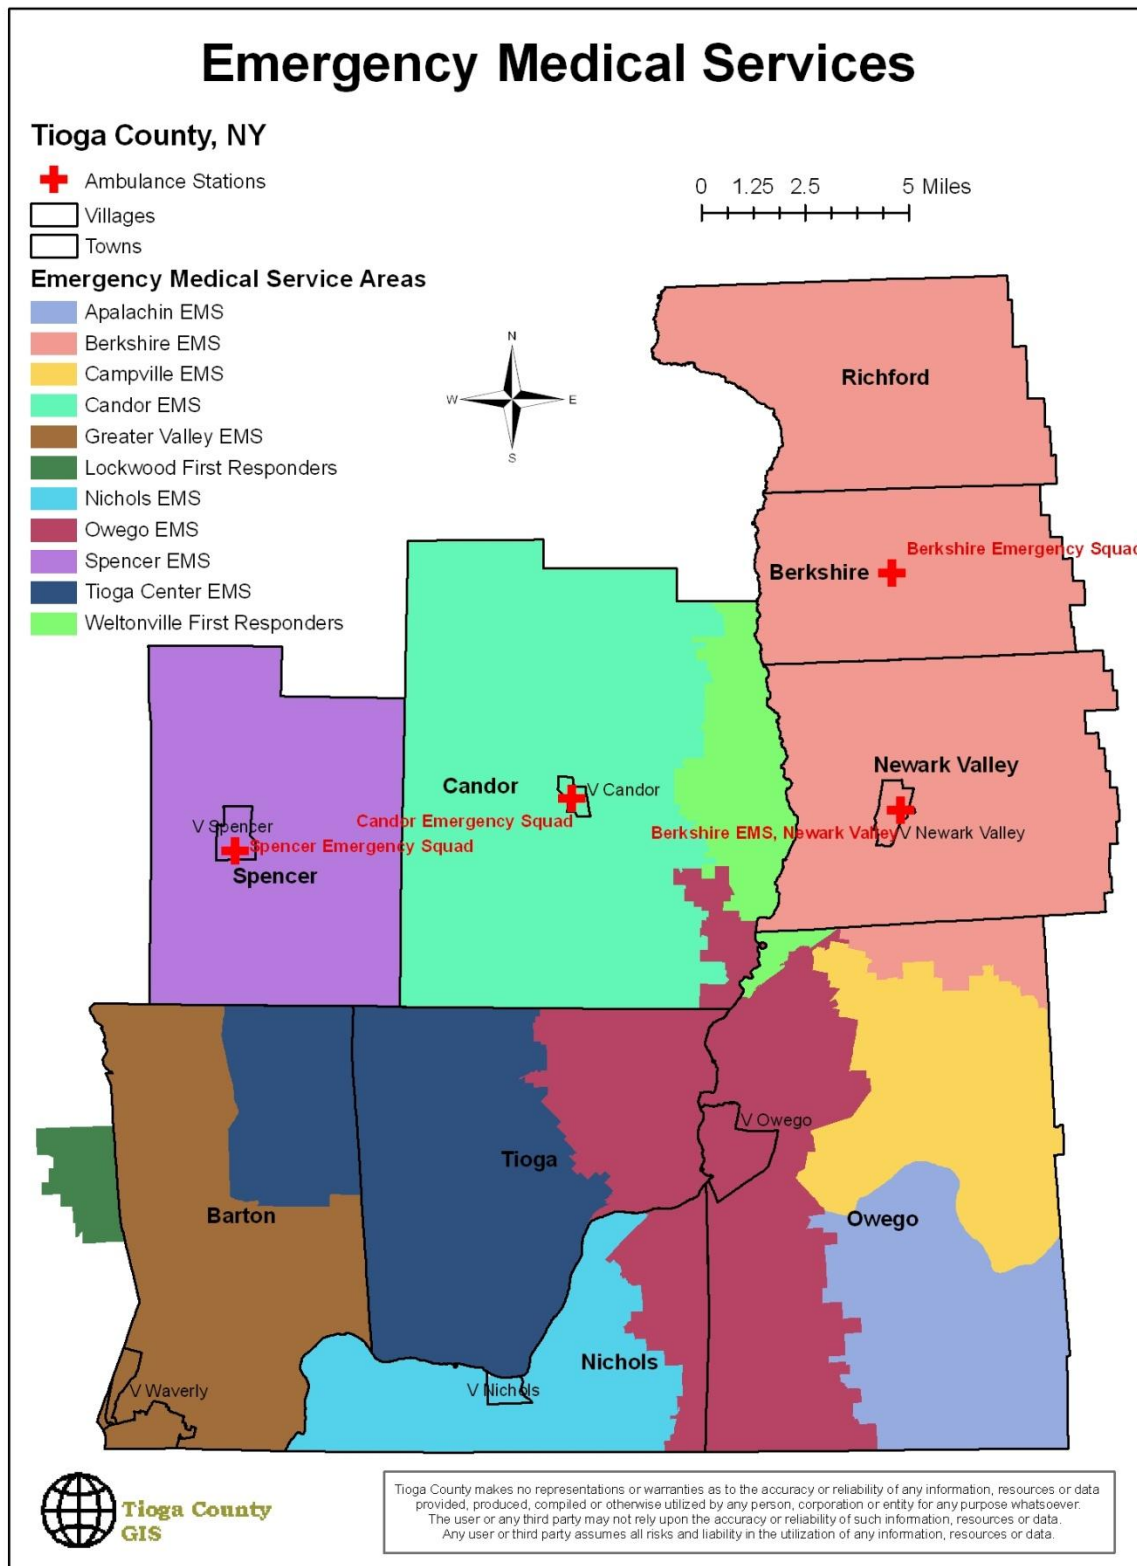 Emergency Medical Services
Tioga County, NY
Ambulance Stations
Villages
Towns
Emergency Medical Service Areas
Apalachin EMS
Berkshire EMS
Campville EMS
Candor EMS
Greater Valley EMS
Lockwood First Responders
Nichols EMS
Owego EMS
Spencer EMS
Tioga Center EMS
Weltonville First Responders
0 1.25 2.5 5 Miles
N
W E
S
Richford
Berkshire Emergency Squad
Berkshire
Newark Valley
Candor
V Candor
Candor Emergency Squad
V Spencer
Berkshire EMS, Newark Valley
V Newark Valley
Spencer Emergency Squad
Spencer
V Owego
Tioga
Barton
Owego
Nichols
V Waverly
V Nichols
Tioga County
GIS
Tioga County makes no representations or warranties as to the accuracy or reliability of any information, resources or data
provided, produced, compiled or otherwise utilized by any person, corporation or entity for any purpose whatsoever.
The user or any third party may not rely upon the accuracy or reliability of such information, resources or data.
Any user or third party assumes all risks and liability in the utilization of any information, resources or data.